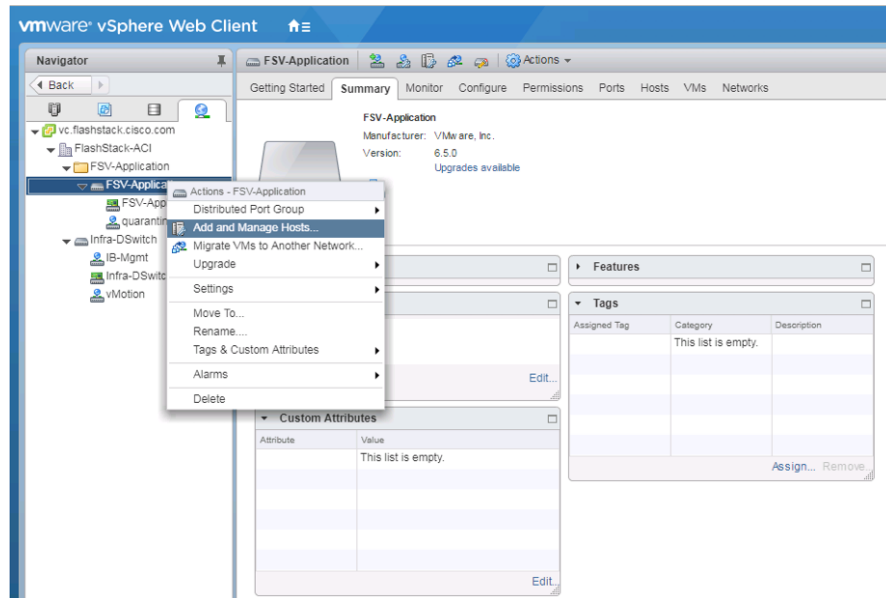 vmware® vSphere Web Client
Navigator
Back
vc.flashstack.cisco.com
FlashStack-ACI
FSV-Application
FSV-Applica
FSV-App
quarantin
Infra-DSwitch
IB-Mgmt
Infra-DSwitc
vMotion
Actions - FSV-Application
Distributed Port Group
Add and Manage Hosts...
Migrate VMs to Another Network...
Upgrade
Settings
Move To...
Rename....
Tags & Custom Attributes
Alarms
Delete
FSV-Application Actions
Getting Started Summary Monitor Configure Permissions Ports Hosts VMs Networks
FSV-Application
Manufacturer: VMware, Inc.
Version: 6.5.0
Upgrades available
Edit...
Custom Attributes
Attribute Value
This list is empty.
Edit...
Features
Tags
Assigned Tag Category Description
This list is empty.
Assign... Remove...